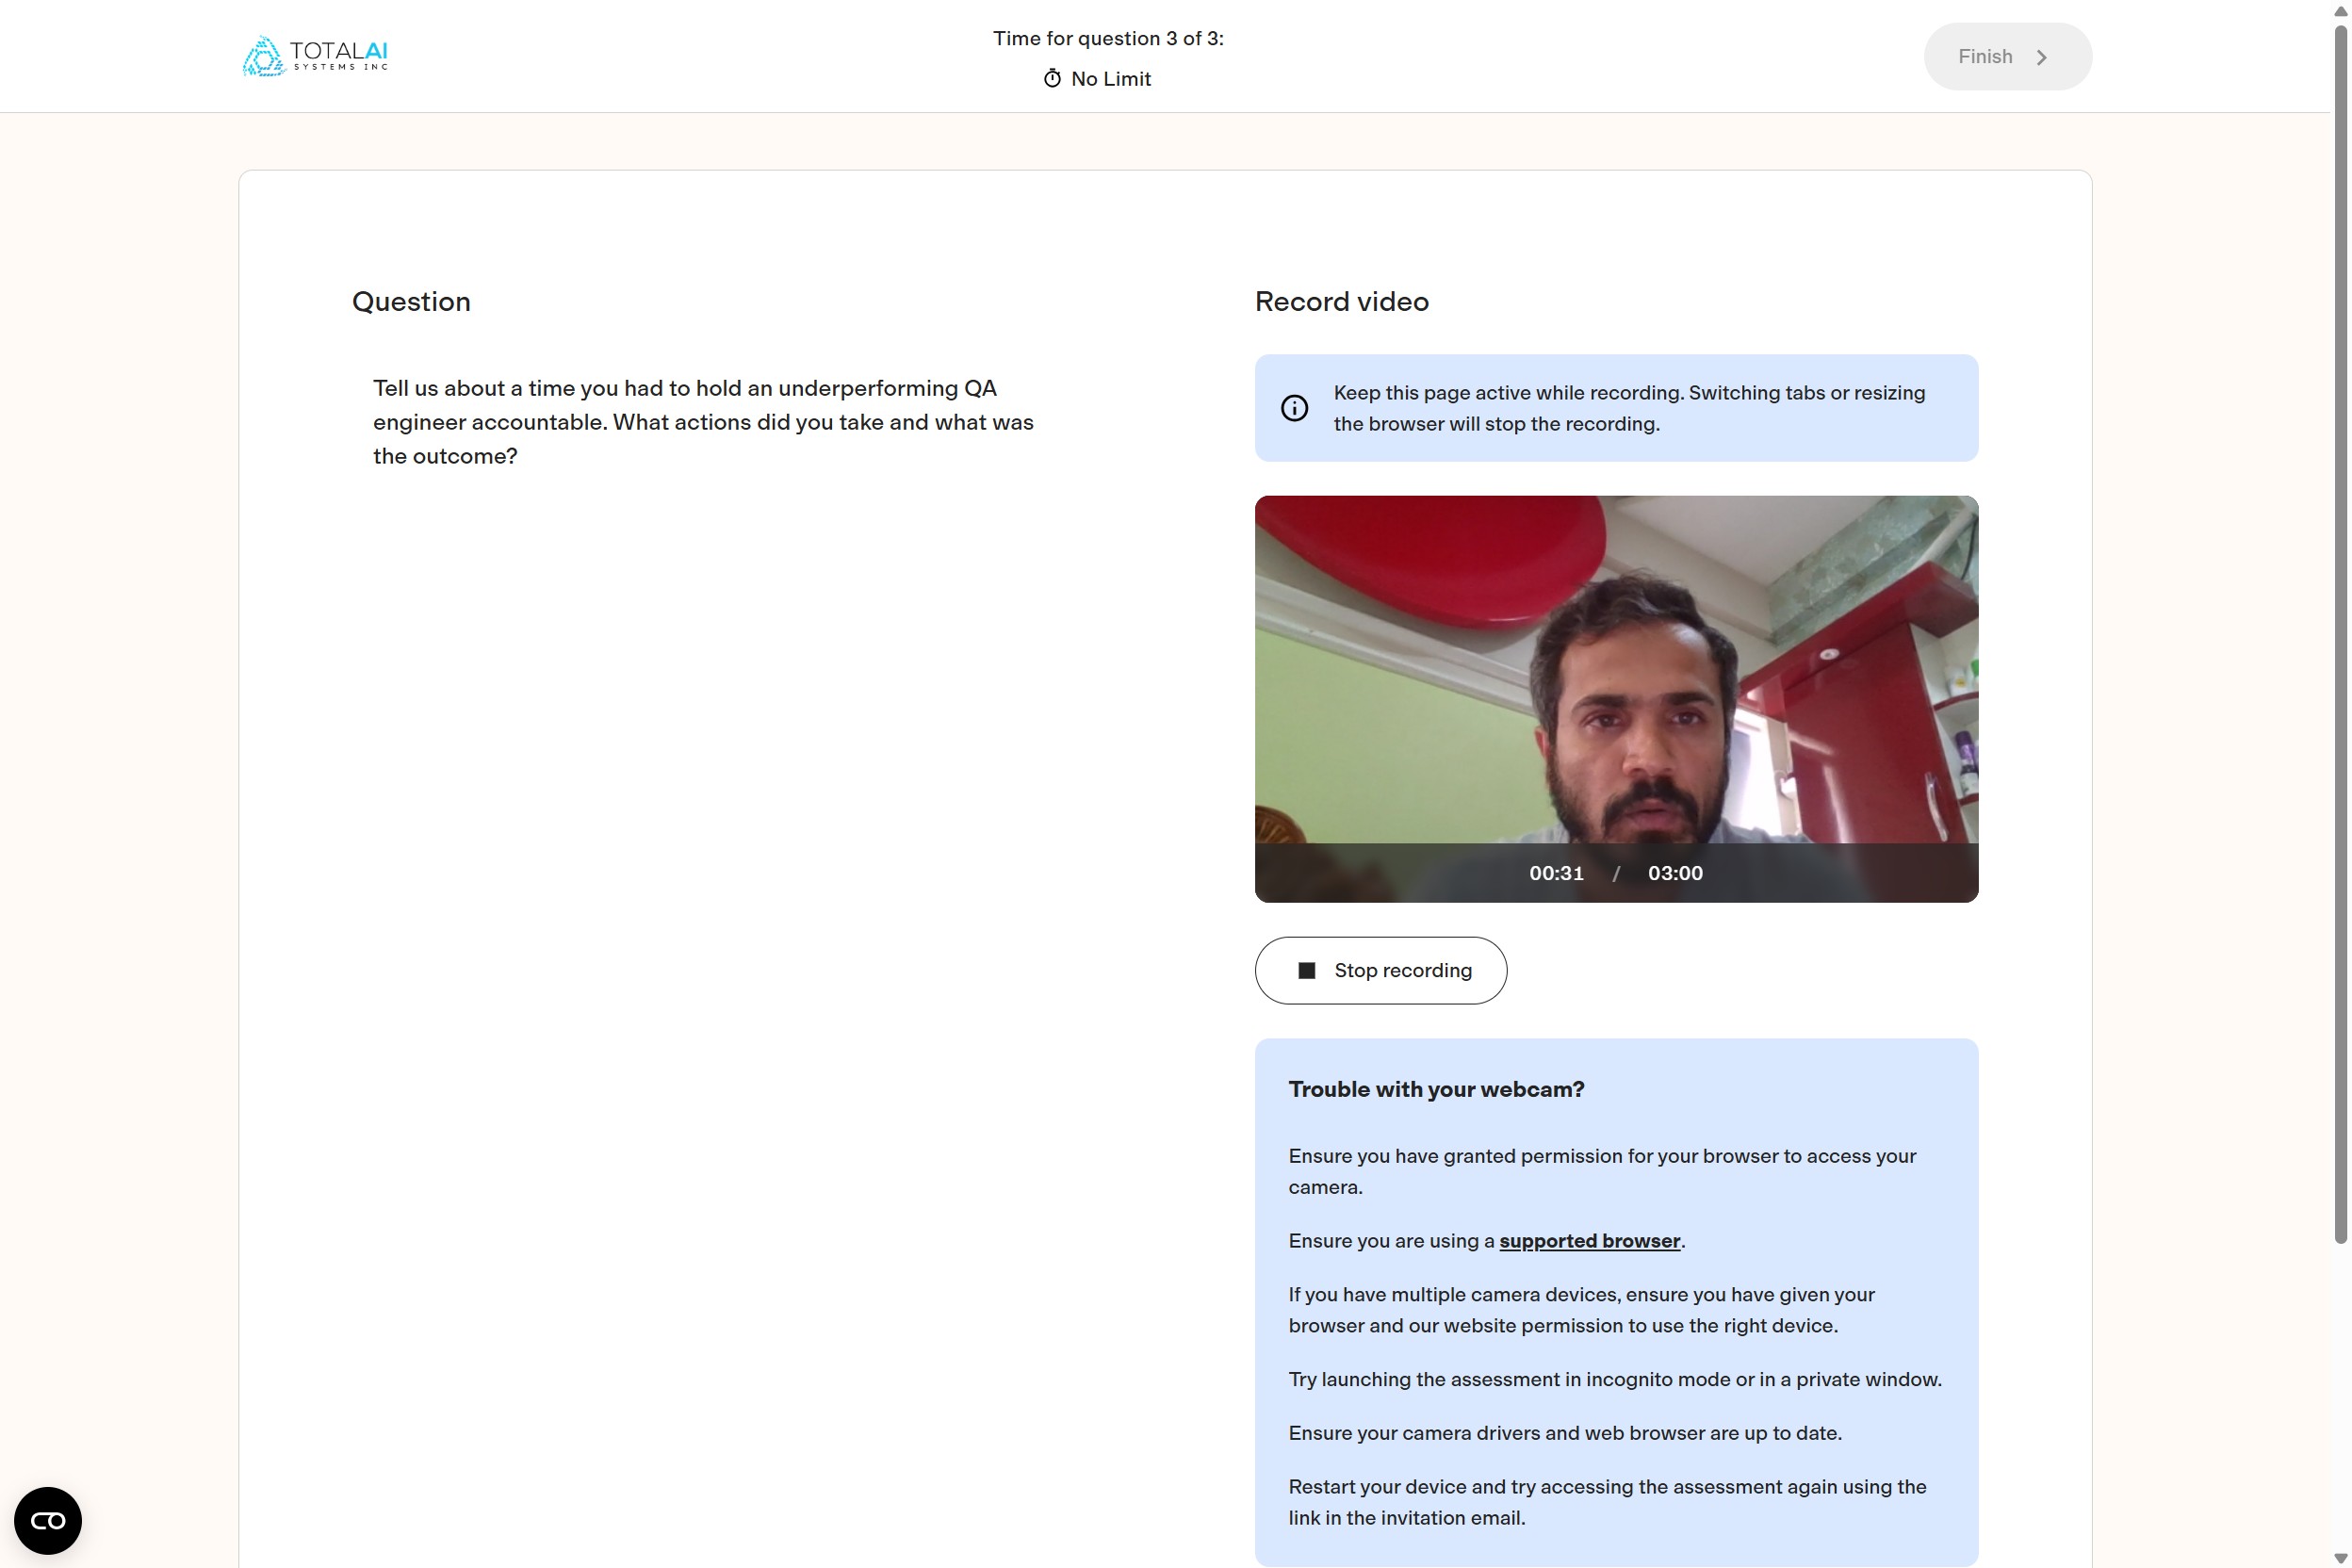 TOTALAI
SYSTEMS INC
Time for question 3 of 3:
No Limit
Finish
Question
Tell us about a time you had to hold an underperforming QA
engineer accountable. What actions did you take and what was
the outcome?
Record video
Keep this page active while recording. Switching tabs or resizing
the browser will stop the recording.
00:31 / 03:00
Stop recording
Trouble with your webcam?
Ensure you have granted permission for your browser to access your
camera.
Ensure you are using a supported browser.
If you have multiple camera devices, ensure you have given your
browser and our website permission to use the right device.
Try launching the assessment in incognito mode or in a private window.
Ensure your camera drivers and web browser are up to date.
Restart your device and try accessing the assessment again using the
link in the invitation email.